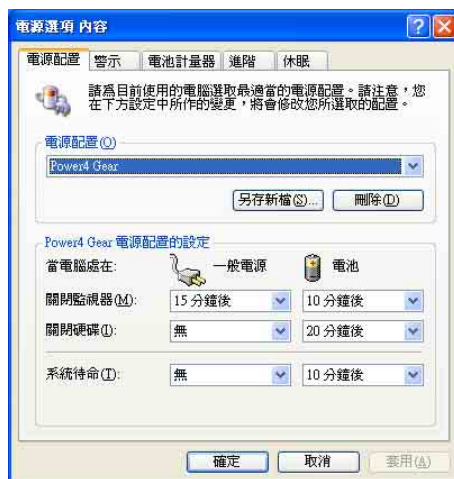 電源選項 內容
電源配置 警示 電池計量器 進階 休眠
請為目前使用的電腦選取最適當的電源配置。請注意，您
在下方設定中所作的變更，將會修改您所選取的配置。
電源配置(O)
Power4 Gear
另存新檔(S)... 刪除(D)
Power4 Gear 電源配置的設定
當電腦處在: 一般電源 電池
關閉監視器(M): 15 分鐘後 10 分鐘後
關閉硬碟(I): 無 20 分鐘後
系統待命(T): 無 10 分鐘後
確定 取消 套用(A)